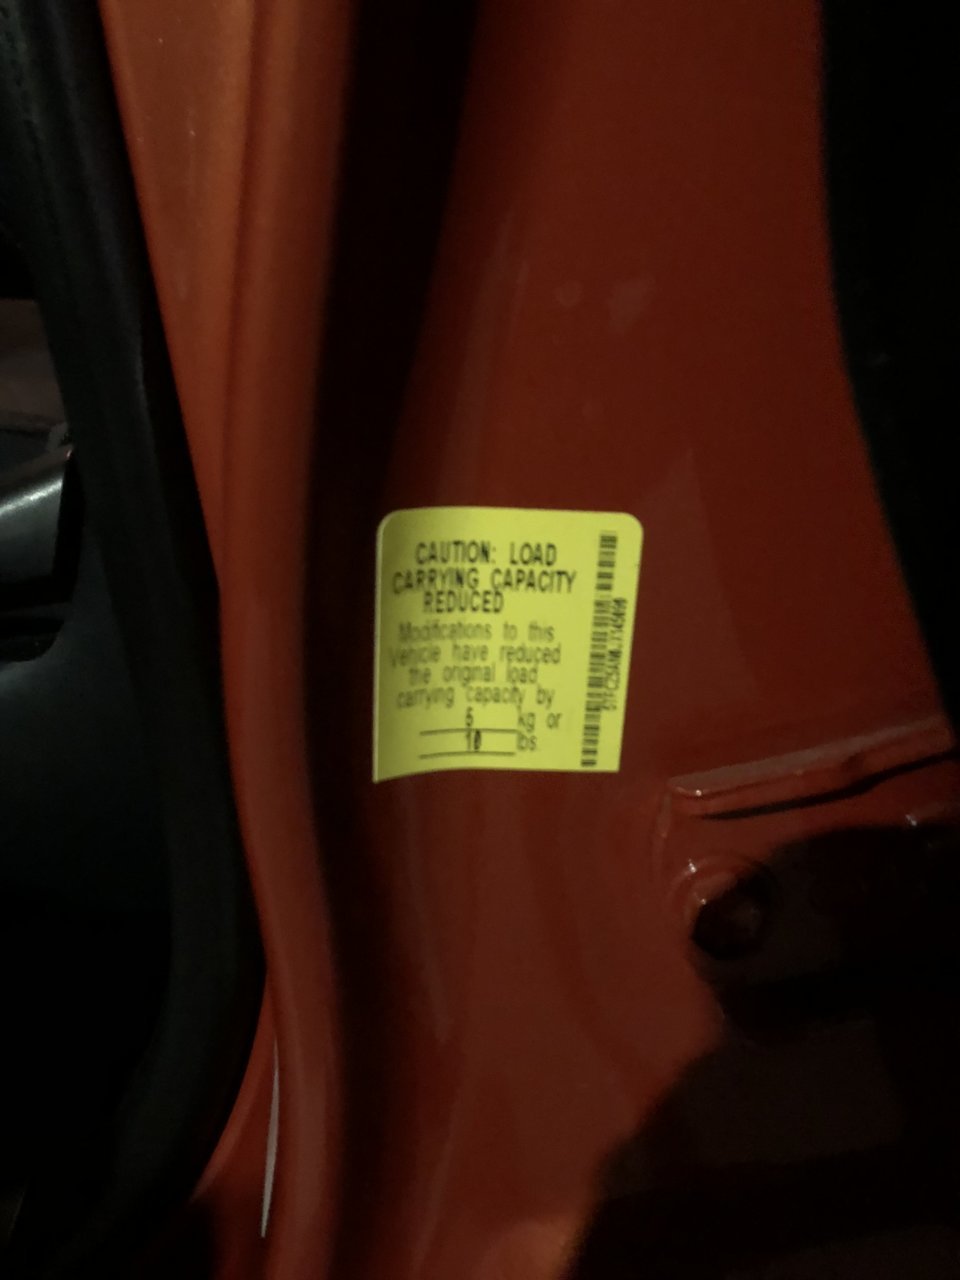 CAUTION: LOAD
CARRYING CAPACITY
REDUCED
Modifications to this
Vehicle have reduced
the original load
carrying capacity by
5 kg or
10 lbs